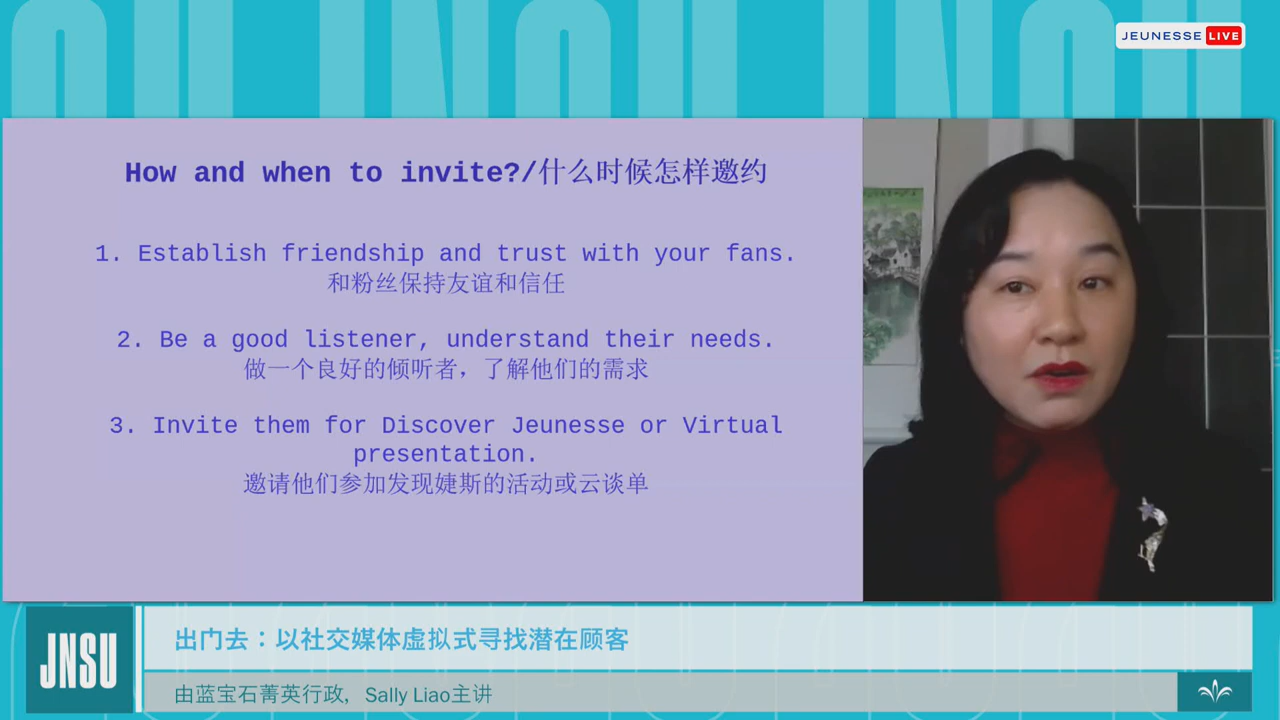 JEUNESSE LIVE
How and when to invite?/什么时候怎样邀约
1. Establish friendship and trust with your fans.
和粉丝保持友谊和信任
2. Be a good listener, understand their needs.
做一个良好的倾听者，了解他们的需求
3. Invite them for Discover Jeunesse or Virtual
presentation.
邀请他们参加发现婕斯的活动或云谈单
JNSU
出门去：以社交媒体虚拟式寻找潜在顾客
由蓝宝石菁英行政，Sally Liao主讲